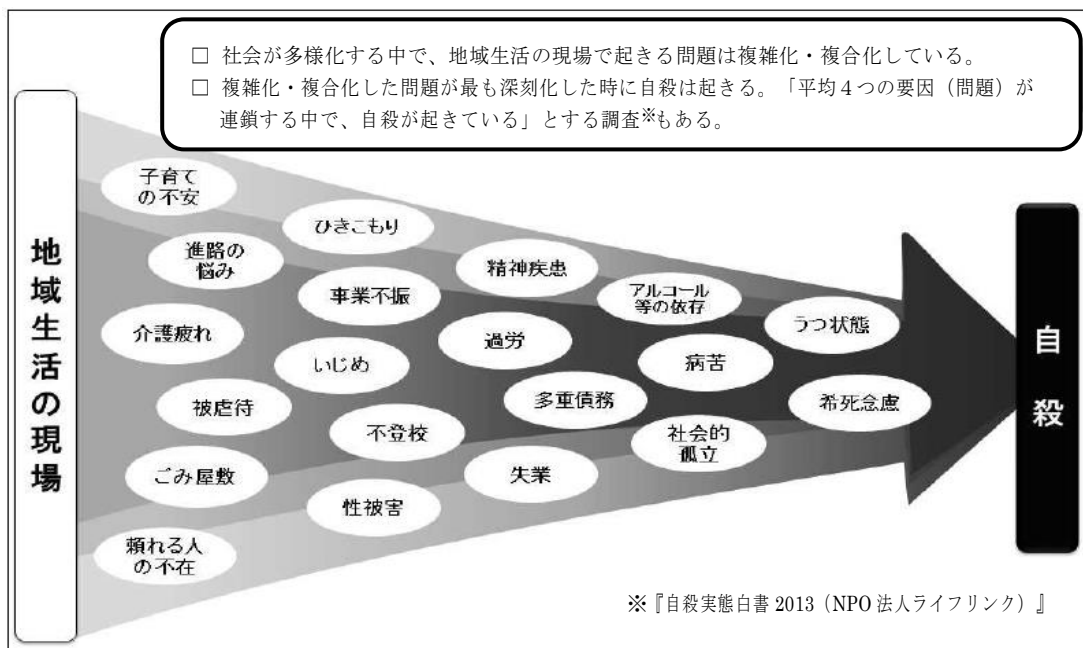 □ 社会が多様化する中で、地域生活の現場で起きる問題は複雑化・複合化している。
□ 複雑化・複合化した問題が最も深刻化した時に自殺は起きる。「平均4つの要因（問題）が
連鎖する中で、自殺が起きている」とする調査※もある。
地域生活の現場
子育て
の不安
進路の
悩み
介護疲れ
被虐待
ごみ屋敷
頼れる人
の不在
ひきこもり
事業不振
いじめ
不登校
性被害
精神疾患
過労
多重債務
失業
アルコール
等の依存
病苦
社会的
孤立
うつ状態
希死念慮
自殺
※『自殺実態白書 2013（NPO 法人ライフリンク）』